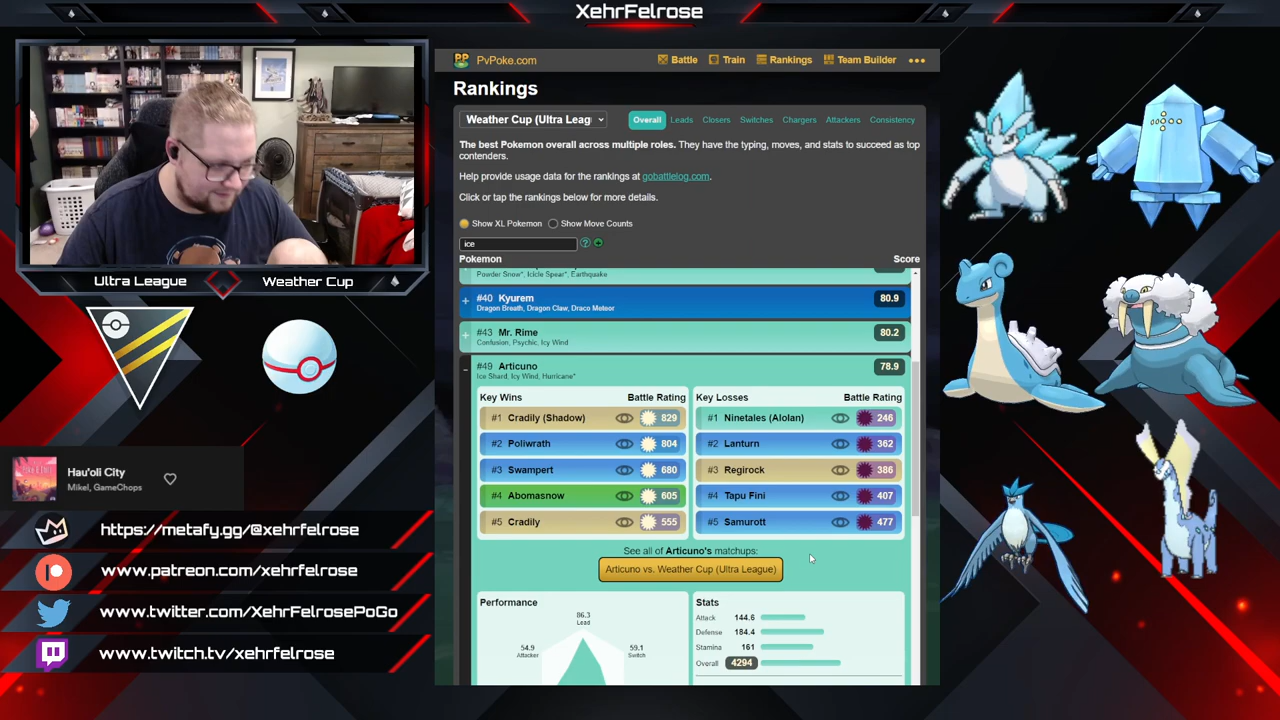 XehrFelrose
PvPoke.com
Battle
Train
Rankings
Team Builder
Rankings
Weather Cup (Ultra Leag
Overall
Leads
Closers
Switches
Chargers
Attackers
Consistency
The best Pokemon overall across multiple roles. They have the typing, moves, and stats to succeed as top
contenders.
Help provide usage data for the rankings at gobattlelog.com.
Click or tap the rankings below for more details.
Show XL Pokemon
Show Move Counts
ice
?
Pokemon
Score
Powder Snow*, Icicle Spear*, Earthquake
+ #40 Kyurem 80.9
Dragon Breath, Dragon Claw, Draco Meteor
+ #43 Mr. Rime 80.2
Confusion, Psychic, Icy Wind
- #49 Articuno 78.9
Ice Shard, Icy Wind, Hurricane*
Key Wins Battle Rating
#1 Cradily (Shadow) 829
#2 Poliwrath 804
#3 Swampert 680
#4 Abomasnow 605
#5 Cradily 555
Key Losses Battle Rating
#1 Ninetales (Alolan) 246
#2 Lanturn 362
#3 Regirock 386
#4 Tapu Fini 407
#5 Samurott 477
See all of Articuno's matchups:
Articuno vs. Weather Cup (Ultra League)
Performance
86.3
Lead
54.9
Attacker
59.1
Switch
Stats
Attack 144.6
Defense 184.4
Stamina 161
Overall 4294
Ultra League
Weather Cup
Hau'oli City
Mikel, GameChops
https://metafy.gg/@xehrfelrose
www.patreon.com/xehrfelrose
www.twitter.com/XehrFelrosePoGo
www.twitch.tv/xehrfelrose